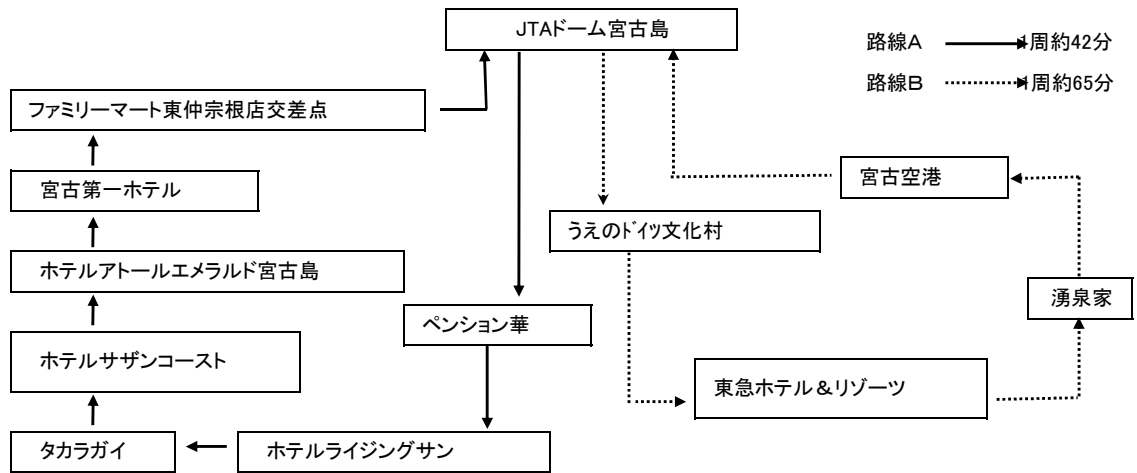 JTAドーム宮古島
路線A 1周約42分
路線B 1周約65分
ファミリーマート東仲宗根店交差点
宮古第一ホテル
宮古空港
うえのドイツ文化村
ホテルアトールエメラルド宮古島
湧泉家
ペンション華
ホテルサザンコースト
東急ホテル&リゾーツ
タカラガイ
ホテルライジングサン